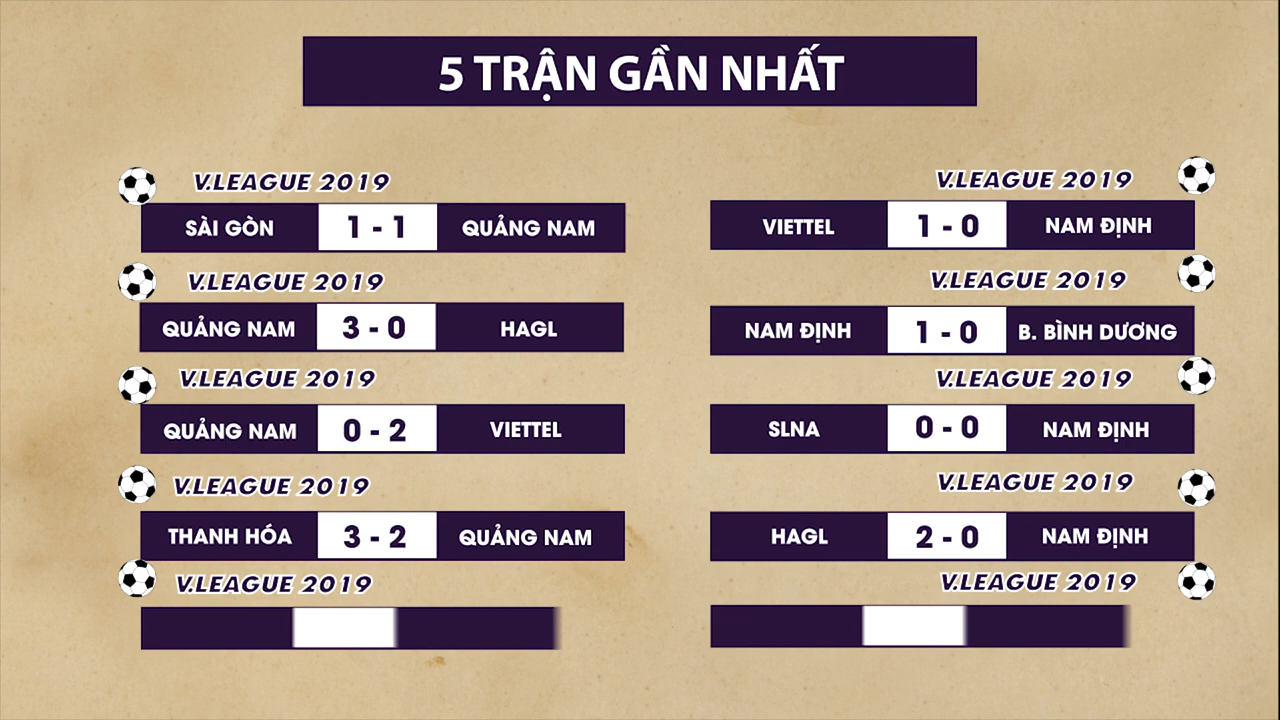 5 TRẬN GẦN NHẤT
V.LEAGUE 2019
SÀI GÒN 1 - 1 QUẢNG NAM
V.LEAGUE 2019
QUẢNG NAM 3 - 0 HAGL
V.LEAGUE 2019
QUẢNG NAM 0 - 2 VIETTEL
V.LEAGUE 2019
THANH HÓA 3 - 2 QUẢNG NAM
V.LEAGUE 2019
V.LEAGUE 2019
VIETTEL 1 - 0 NAM ĐỊNH
V.LEAGUE 2019
NAM ĐỊNH 1 - 0 B. BÌNH DƯƠNG
V.LEAGUE 2019
SLNA 0 - 0 NAM ĐỊNH
V.LEAGUE 2019
HAGL 2 - 0 NAM ĐỊNH
V.LEAGUE 2019